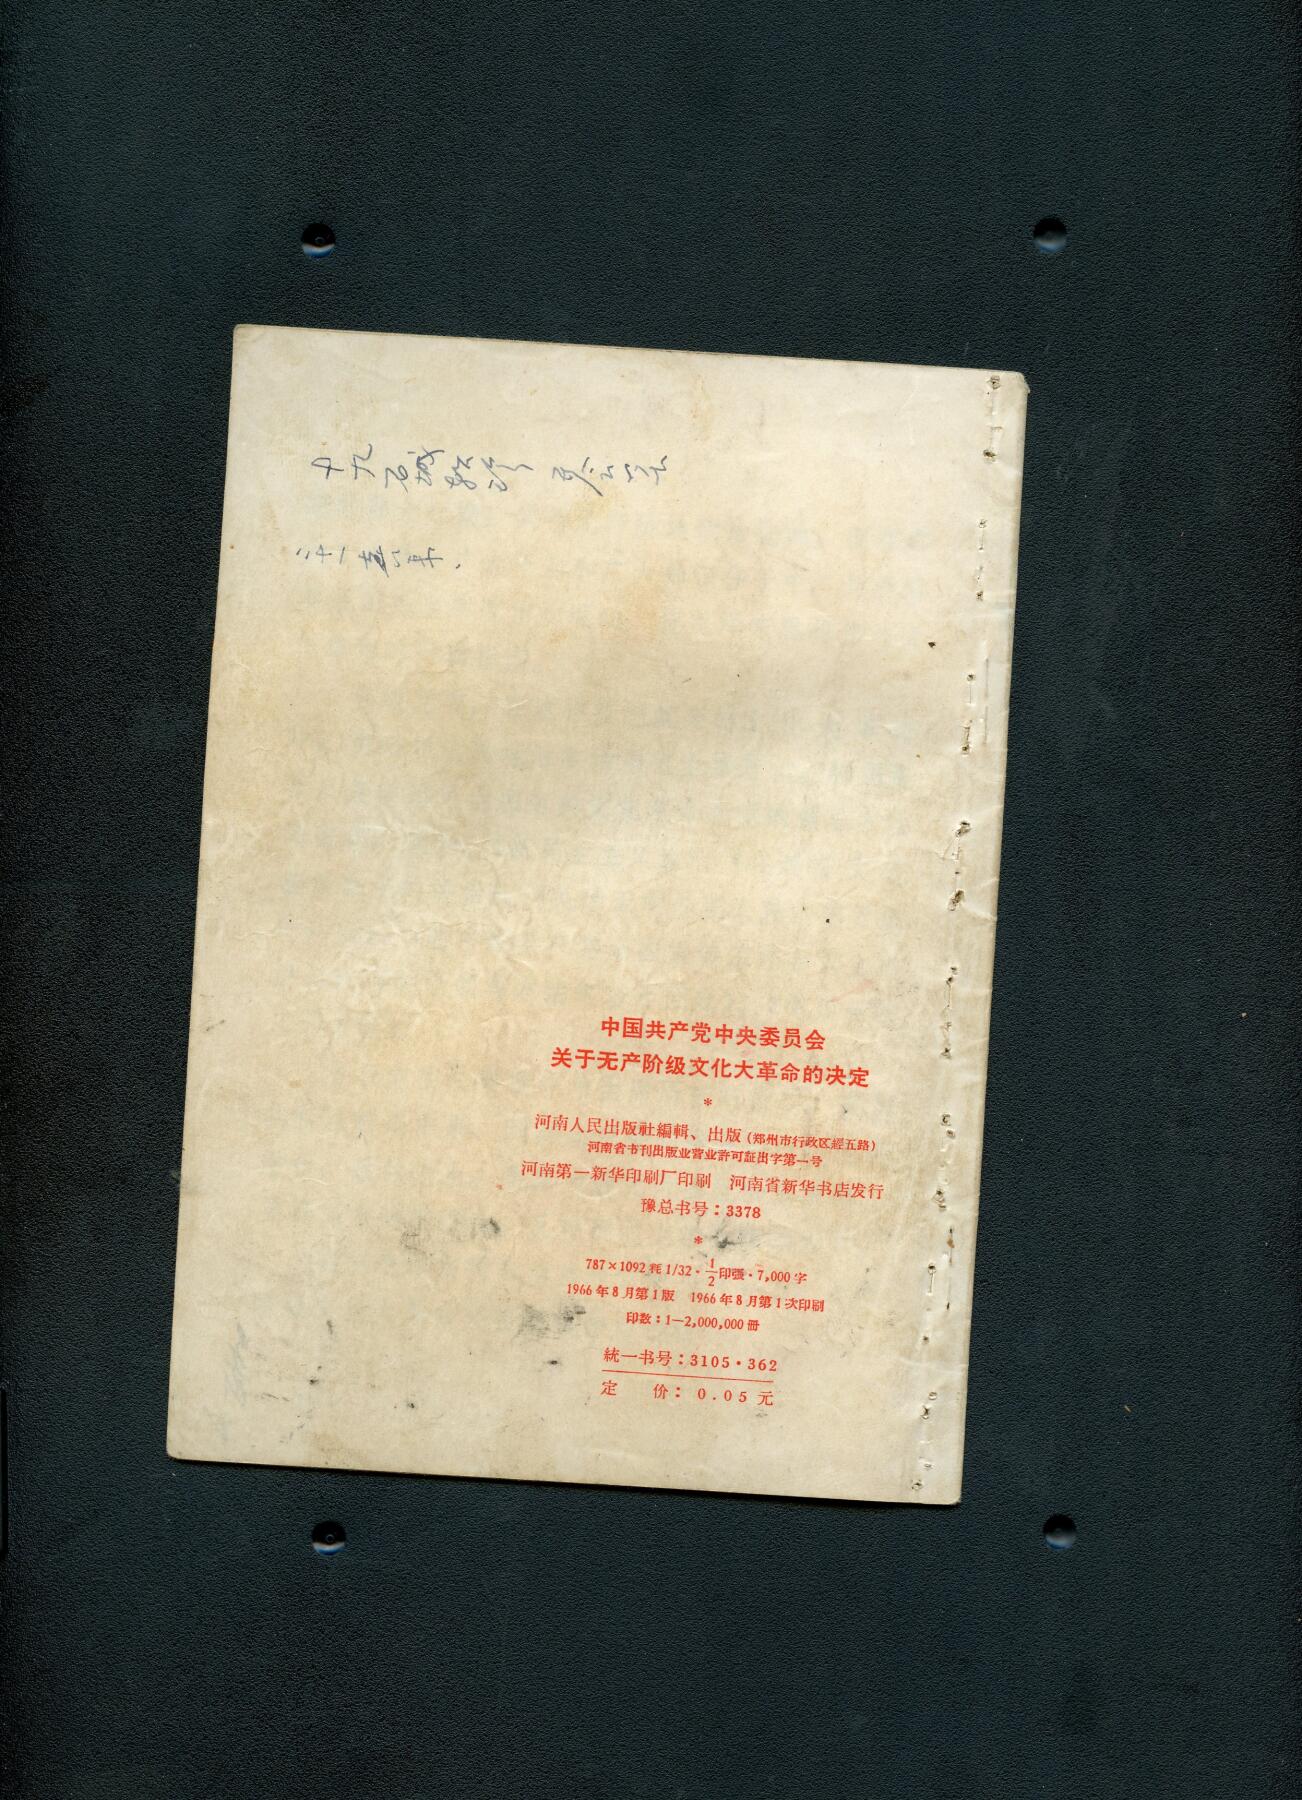 中国共产党中央委员会
关于无产阶级文化大革命的决定
*
河南人民出版社編輯、出版(郑州市行政区經五路)
河南省书刊出版业营业許可証出字第一号
河南第一新华印刷厂印刷 河南省新华书店发行
豫总书号:3378
*
787×1092 耗 1/32·1/2印張·7,000字
1966年8月第1版 1966年8月第1次印刷
印数:1—2,000,000册
統一书号:3105·362
定 价:0.05元